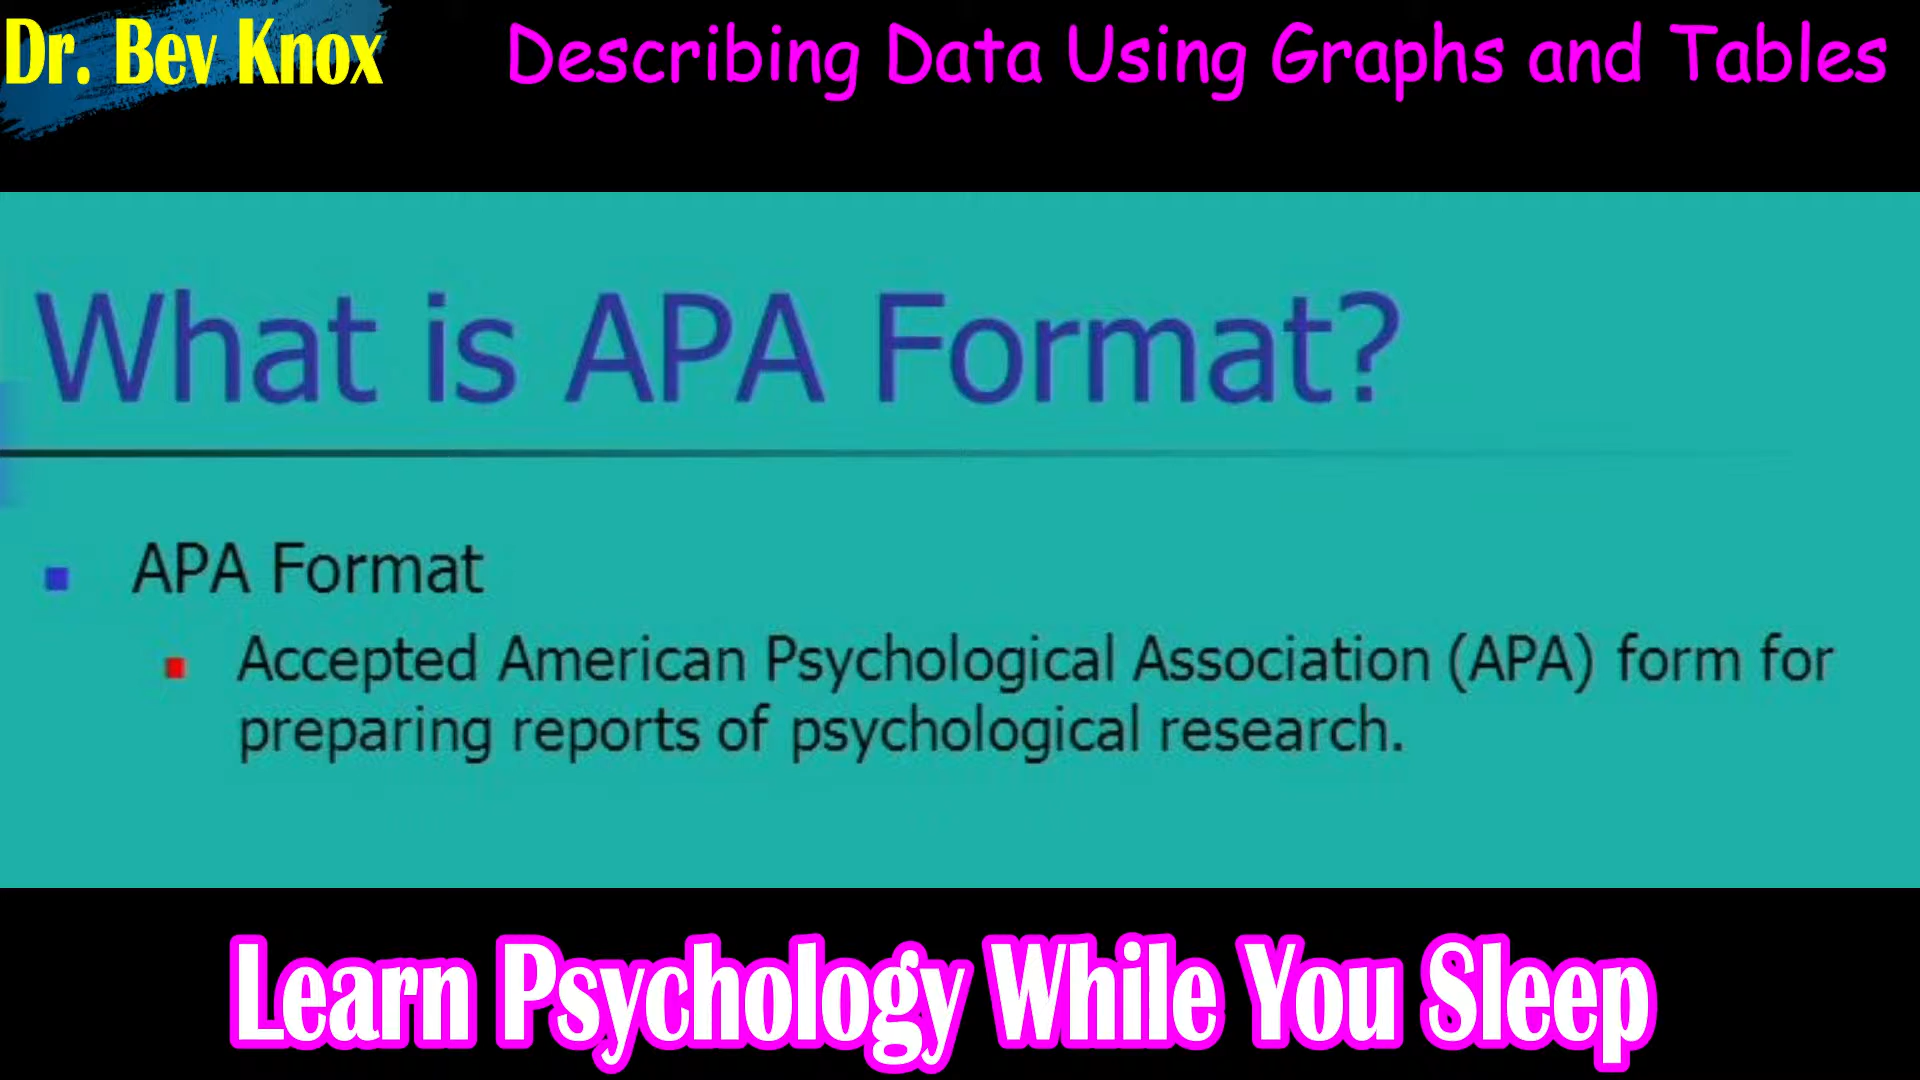 Dr. Bev Knox
Describing Data Using Graphs and Tables
What is APA Format?
APA Format
Accepted American Psychological Association (APA) form for
preparing reports of psychological research.
Learn Psychology While You Sleep